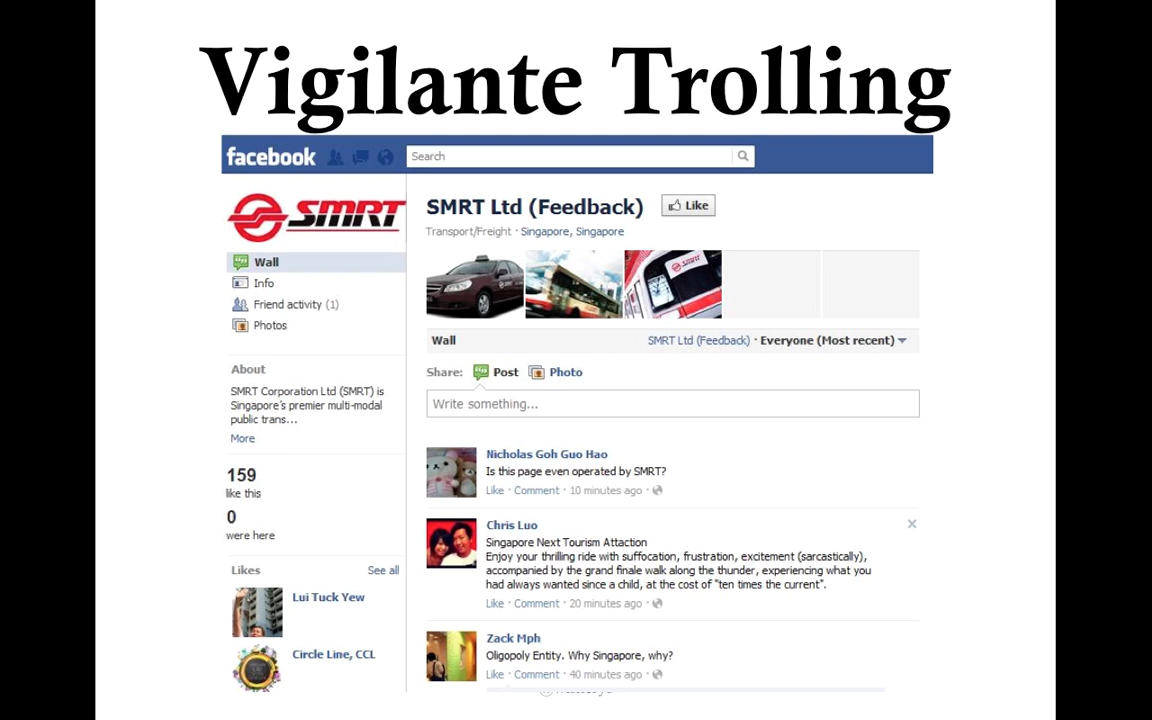 Vigilante Trolling
facebook
Search
SMRT
SMRT Ltd (Feedback)
Like
Transport/Freight · Singapore, Singapore
Wall
Info
Friend activity (1)
Photos
SMRT
Wall
SMRT Ltd (Feedback) · Everyone (Most recent)
Share: Post Photo
Write something...
About
SMRT Corporation Ltd (SMRT) is
Singapore's premier multi-modal
public trans...
More
159
like this
0
were here
Likes See all
Lui Tuck Yew
Circle Line, CCL
Nicholas Goh Guo Hao
Is this page even operated by SMRT?
Like · Comment · 10 minutes ago ·
Chris Luo
Singapore Next Tourism Attaction
Enjoy your thrilling ride with suffocation, frustration, excitement (sarcastically),
accompanied by the grand finale walk along the thunder, experiencing what you
had always wanted since a child, at the cost of "ten times the current".
Like · Comment · 20 minutes ago ·
Zack Mph
Oligopoly Entity. Why Singapore, why?
Like · Comment · 40 minutes ago ·